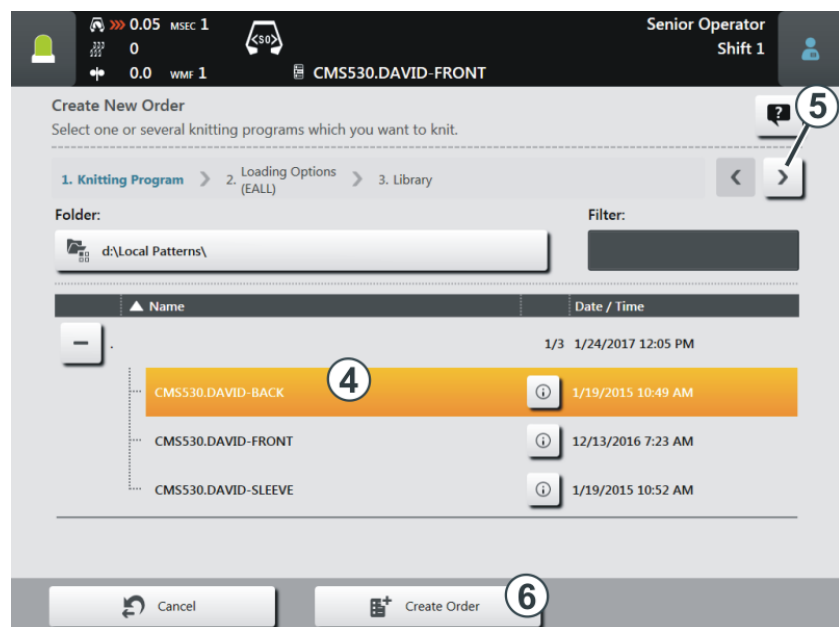 0.05 MSEC 1
<S0>
Senior Operator
0
Shift 1
0.0 WMF 1
CMS530.DAVID-FRONT
Create New Order
Select one or several knitting programs which you want to knit.
?
5
1. Knitting Program
2. Loading Options (EALL)
3. Library
Folder:
Filter:
d:\Local Patterns\
Name
Date / Time
.
1/3 1/24/2017 12:05 PM
4
CMS530.DAVID-BACK
1/19/2015 10:49 AM
CMS530.DAVID-FRONT
12/13/2016 7:23 AM
CMS530.DAVID-SLEEVE
1/19/2015 10:52 AM
Cancel
Create Order
6